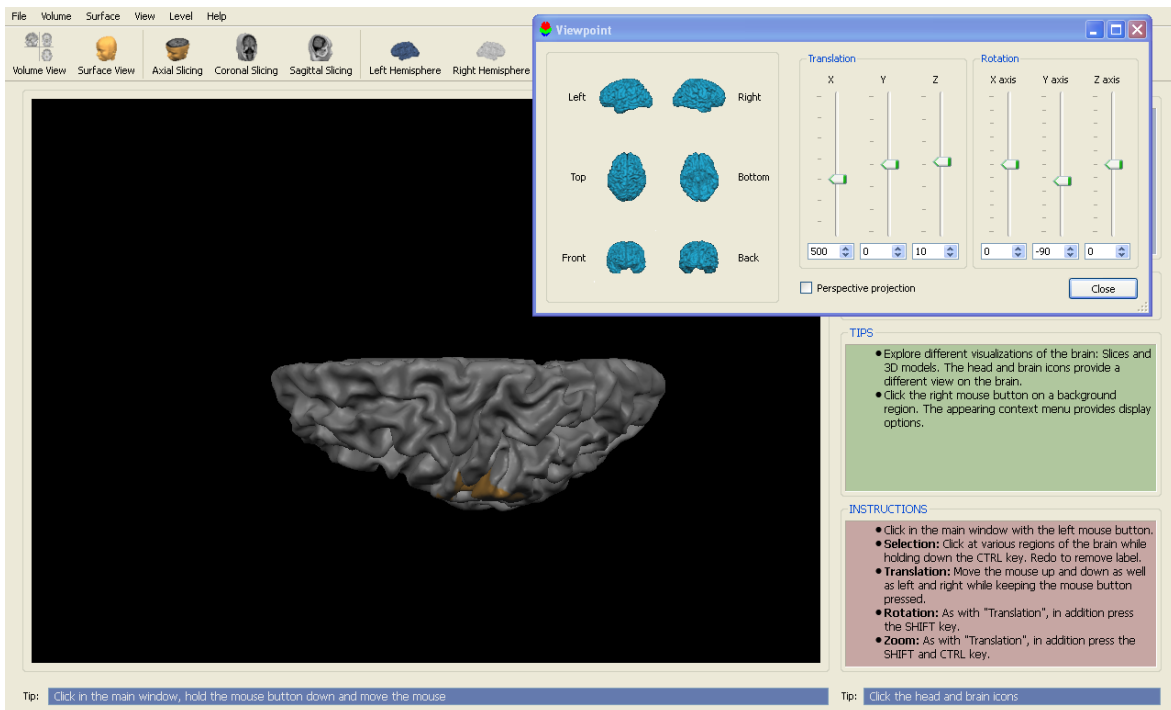 File Volume Surface View Level Help
Volume View Surface View Axial Slicing Coronal Slicing Sagittal Slicing Left Hemisphere Right Hemisphere
Viewpoint
Left Right
Top Bottom
Front Back
Translation
X Y Z
500 0 10
Rotation
X axis Y axis Z axis
0 -90 0
Perspective projection
Close
TIPS
● Explore different visualizations of the brain: Slices and
3D models. The head and brain icons provide a
different view on the brain.
● Click the right mouse button on a background
region. The appearing context menu provides display
options.
INSTRUCTIONS
● Click in the main window with the left mouse button.
● Selection: Click at various regions of the brain while
holding down the CTRL key. Redo to remove label.
● Translation: Move the mouse up and down as well
as left and right while keeping the mouse button
pressed.
● Rotation: As with "Translation", in addition press
the SHIFT key.
● Zoom: As with "Translation", in addition press the
SHIFT and CTRL key.
Tip: Click in the main window, hold the mouse button down and move the mouse
Tip: Click the head and brain icons